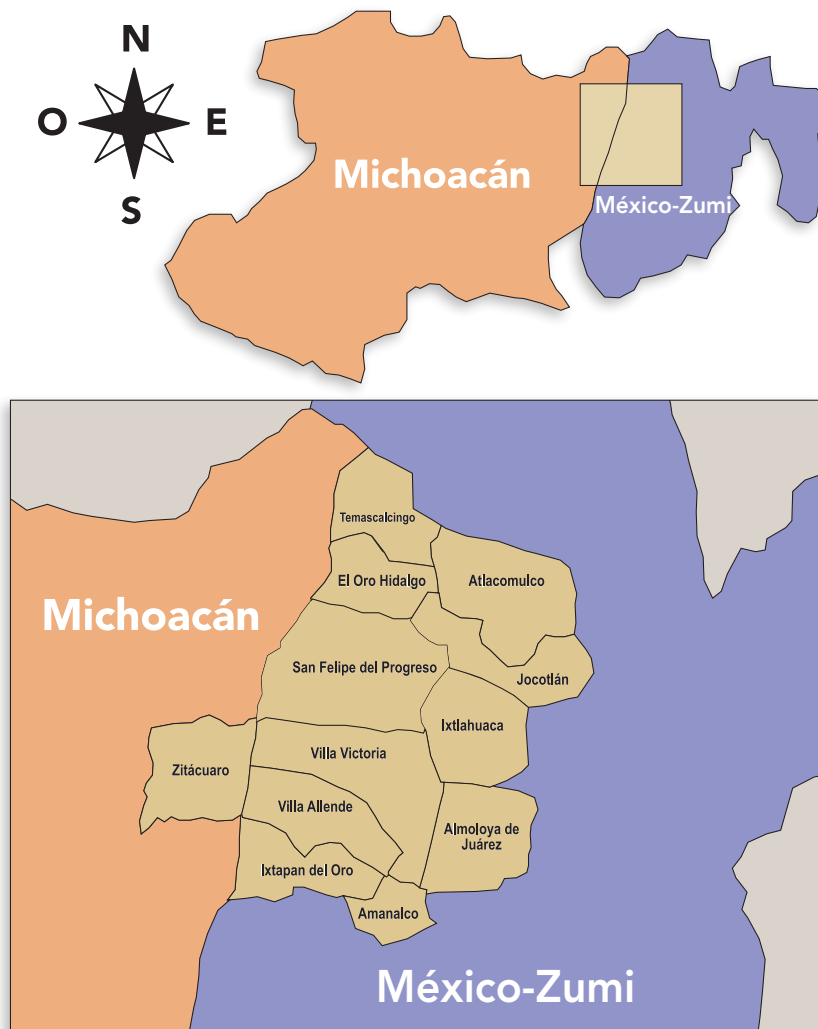 N
O
E
S
Michoacán
México-Zumi
Temascalcingo
El Oro Hidalgo
Atlacomulco
Michoacán
San Felipe del Progreso
Jocotlán
Ixtlahuaca
Zitácuaro
Villa Victoria
Villa Allende
Almoloya de
Juárez
Ixtapan del Oro
Amanalco
México-Zumi